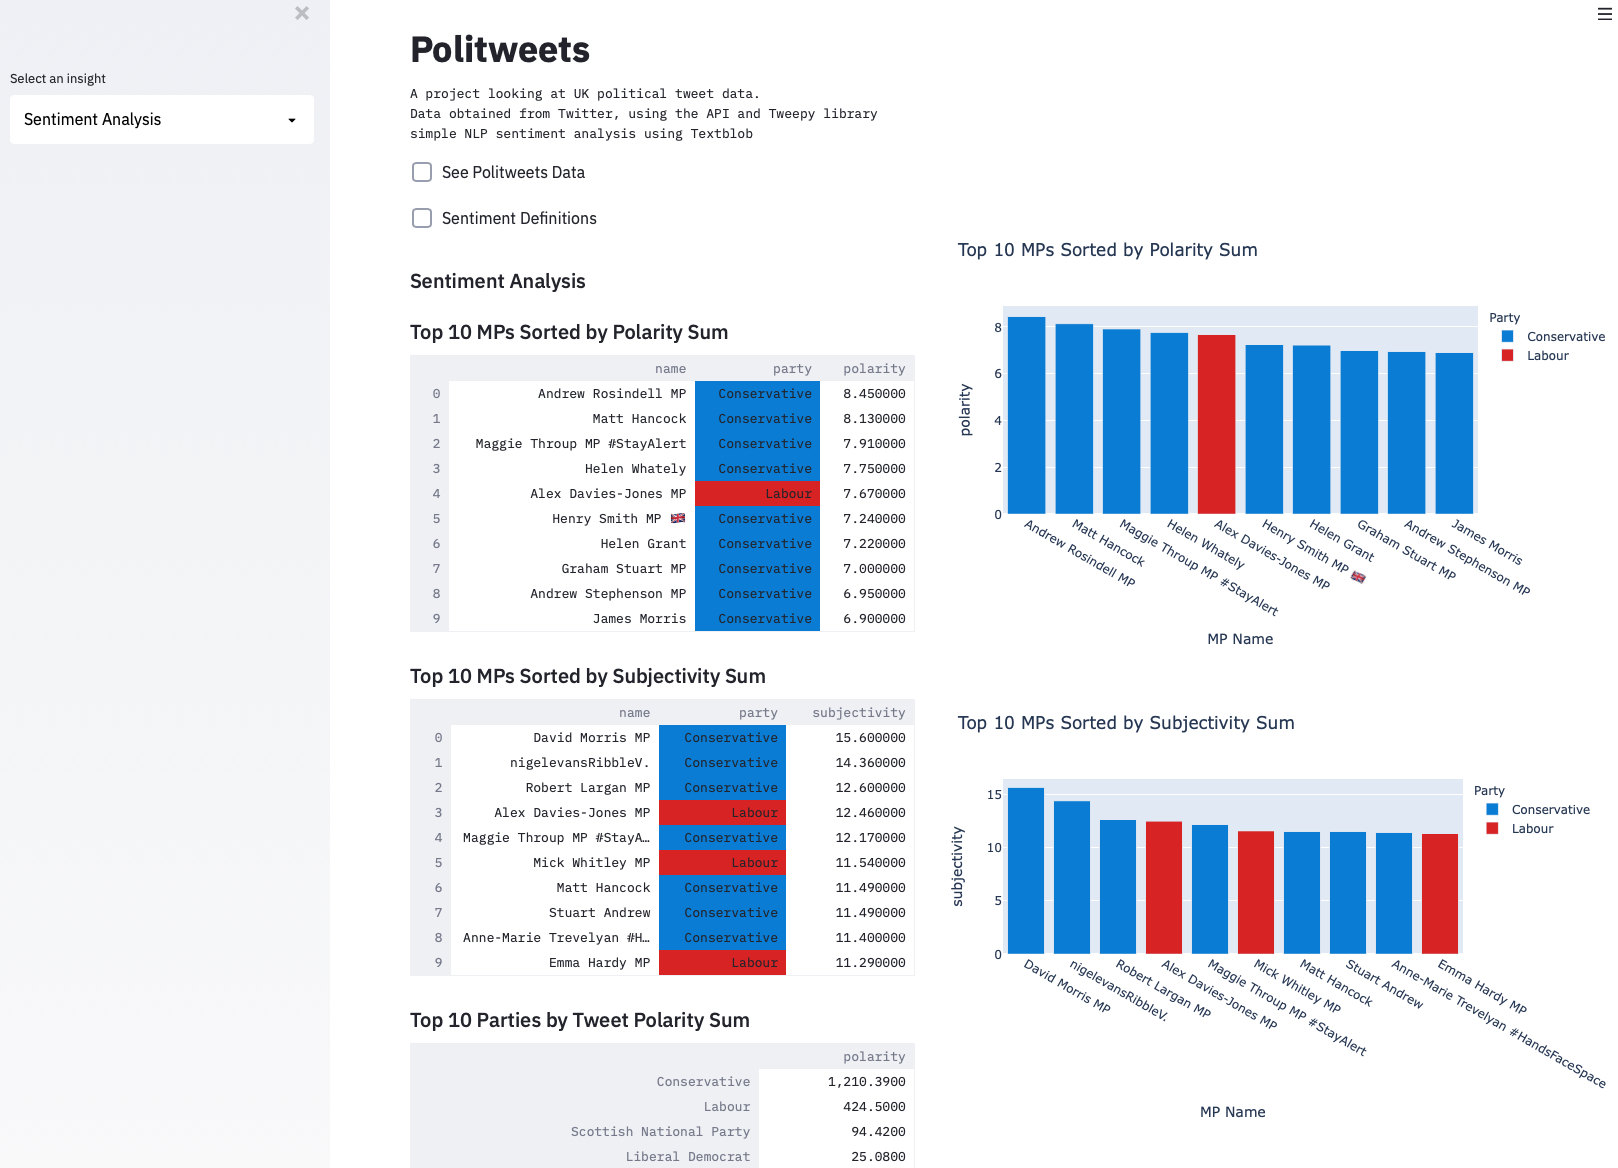 Select an insight
Sentiment Analysis
Politweets
A project looking at UK political tweet data.
Data obtained from Twitter, using the API and Tweepy library
simple NLP sentiment analysis using Textblob
See Politweets Data
Sentiment Definitions
Sentiment Analysis
Top 10 MPs Sorted by Polarity Sum
name party polarity
0 Andrew Rosindell MP Conservative 8.450000
1 Matt Hancock Conservative 8.130000
2 Maggie Throup MP #StayAlert Conservative 7.910000
3 Helen Whately Conservative 7.750000
4 Alex Davies-Jones MP Labour 7.670000
5 Henry Smith MP 🇬🇧 Conservative 7.240000
6 Helen Grant Conservative 7.220000
7 Graham Stuart MP Conservative 7.000000
8 Andrew Stephenson MP Conservative 6.950000
9 James Morris Conservative 6.900000
Top 10 MPs Sorted by Polarity Sum
Party
Conservative
Labour
8
6
4
2
0
polarity
Andrew Rosindell MP
Matt Hancock
Maggie Throup MP #StayAlert
Helen Whately
Alex Davies-Jones MP
Henry Smith MP 🇬🇧
Helen Grant
Graham Stuart MP
Andrew Stephenson MP
James Morris
MP Name
Top 10 MPs Sorted by Subjectivity Sum
name party subjectivity
0 David Morris MP Conservative 15.600000
1 nigelevansRibbleV. Conservative 14.360000
2 Robert Largan MP Conservative 12.600000
3 Alex Davies-Jones MP Labour 12.460000
4 Maggie Throup MP #StayA… Conservative 12.170000
5 Mick Whitley MP Labour 11.540000
6 Matt Hancock Conservative 11.490000
7 Stuart Andrew Conservative 11.490000
8 Anne-Marie Trevelyan #H… Conservative 11.400000
9 Emma Hardy MP Labour 11.290000
Top 10 MPs Sorted by Subjectivity Sum
Party
Conservative
Labour
15
10
5
0
subjectivity
David Morris MP
nigelevansRibbleV.
Robert Largan MP
Alex Davies-Jones MP
Maggie Throup MP #StayAlert
Mick Whitley MP
Matt Hancock
Stuart Andrew
Anne-Marie Trevelyan #HandsFaceSpace
Emma Hardy MP
MP Name
Top 10 Parties by Tweet Polarity Sum
polarity
Conservative 1,210.3900
Labour 424.5000
Scottish National Party 94.4200
Liberal Democrat 25.0800